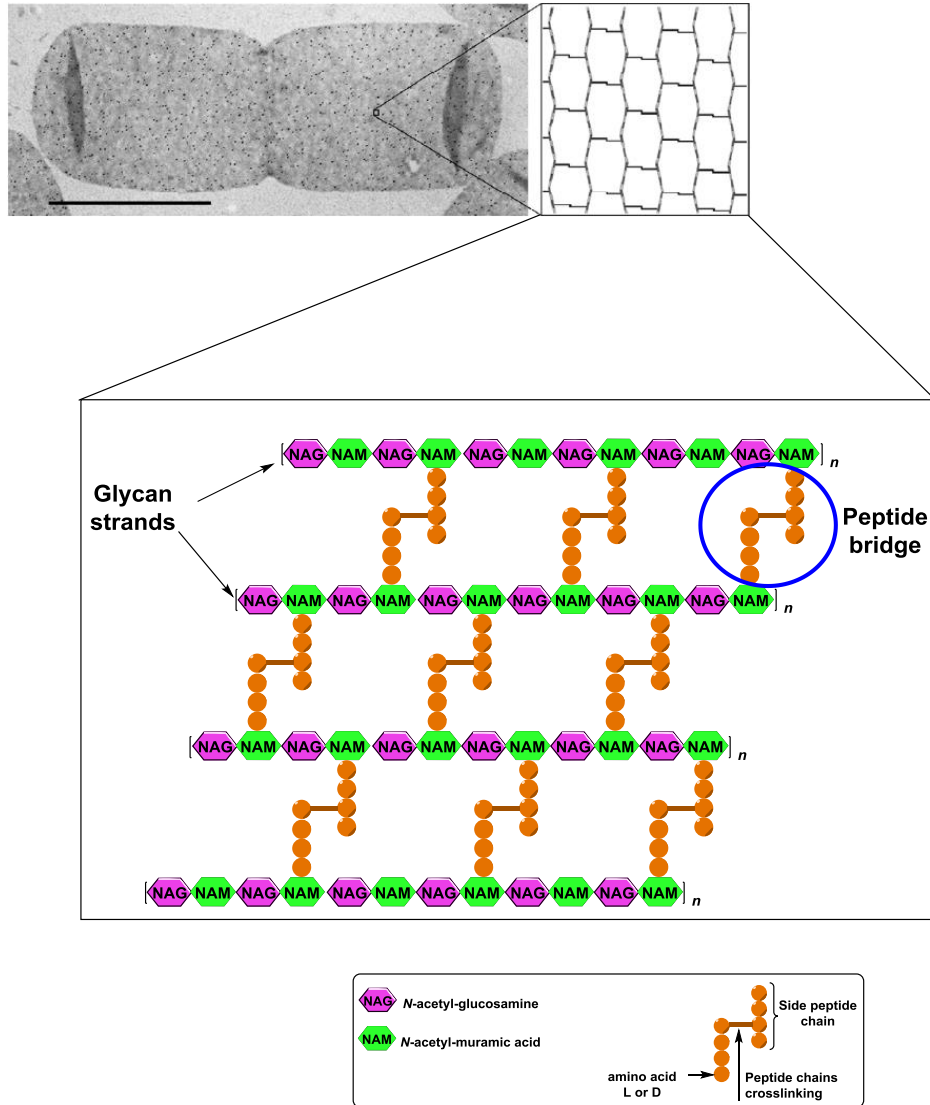 NAG NAM NAG NAM NAG NAM NAG NAM NAG NAM NAG NAM n
Glycan
strands
Peptide
bridge
NAG NAM NAG NAM NAG NAM NAG NAM NAG NAM NAG NAM n
NAG NAM NAG NAM NAG NAM NAG NAM NAG NAM NAG NAM n
NAG NAM NAG NAM NAG NAM NAG NAM NAG NAM NAG NAM n
NAG N-acetyl-glucosamine
NAM N-acetyl-muramic acid
Side peptide
chain
amino acid
L or D
Peptide chains
crosslinking